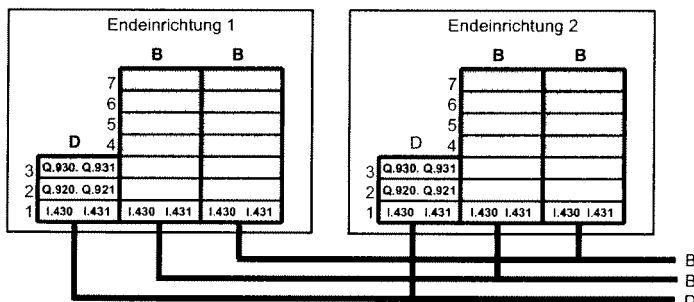 Endeinrichtung 1
B B
7
6
5
4
D
3 Q.930. Q.931
2 Q.920. Q.921
1 I.430 I.431 I.430 I.431 I.430 I.431
Endeinrichtung 2
B B
7
6
5
4
D
3 Q.930. Q.931
2 Q.920. Q.921
1 I.430 I.431 I.430 I.431 I.430 I.431
B
B
D